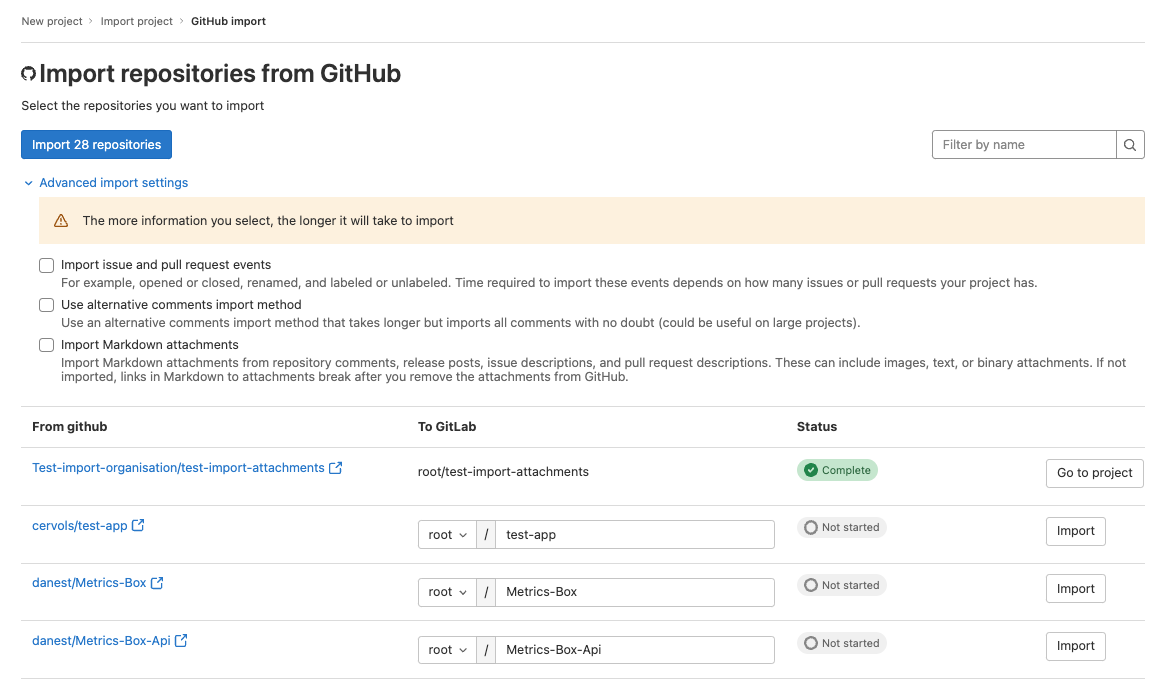 New project > Import project > GitHub import
Import repositories from GitHub
Select the repositories you want to import
Import 28 repositories
Filter by name
Advanced import settings
The more information you select, the longer it will take to import
Import issue and pull request events
For example, opened or closed, renamed, and labeled or unlabeled. Time required to import these events depends on how many issues or pull requests your project has.
Use alternative comments import method
Use an alternative comments import method that takes longer but imports all comments with no doubt (could be useful on large projects).
Import Markdown attachments
Import Markdown attachments from repository comments, release posts, issue descriptions, and pull request descriptions. These can include images, text, or binary attachments. If not
imported, links in Markdown to attachments break after you remove the attachments from GitHub.
From github To GitLab Status
Test-import-organisation/test-import-attachments root/test-import-attachments Complete Go to project
cervols/test-app root / test-app Not started Import
danest/Metrics-Box root / Metrics-Box Not started Import
danest/Metrics-Box-Api root / Metrics-Box-Api Not started Import